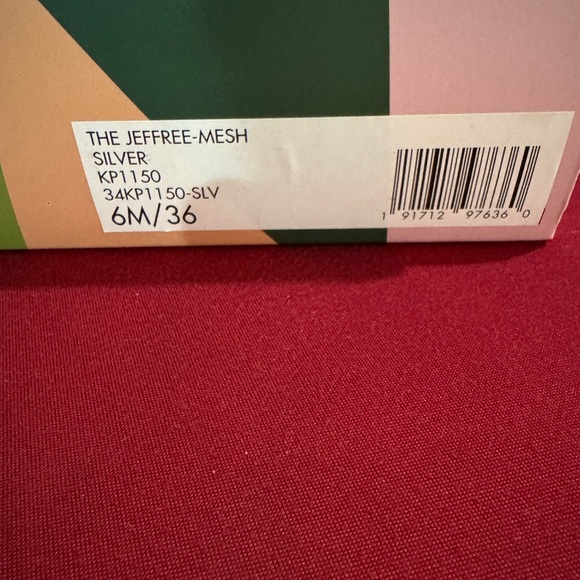 THE JEFFREE-MESH
SILVER
KP1150
34KP1150-SLV
6M/36
1 91712 97636 0